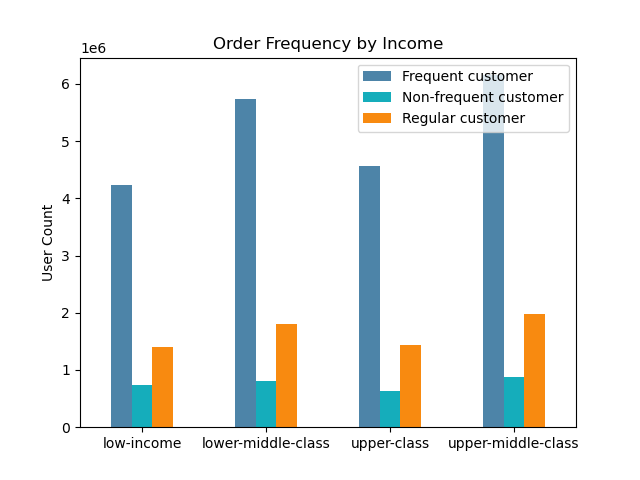 Order Frequency by Income
1e6
Frequent customer
Non-frequent customer
Regular customer
User Count
6
5
4
3
2
1
0
low-income lower-middle-class upper-class upper-middle-class